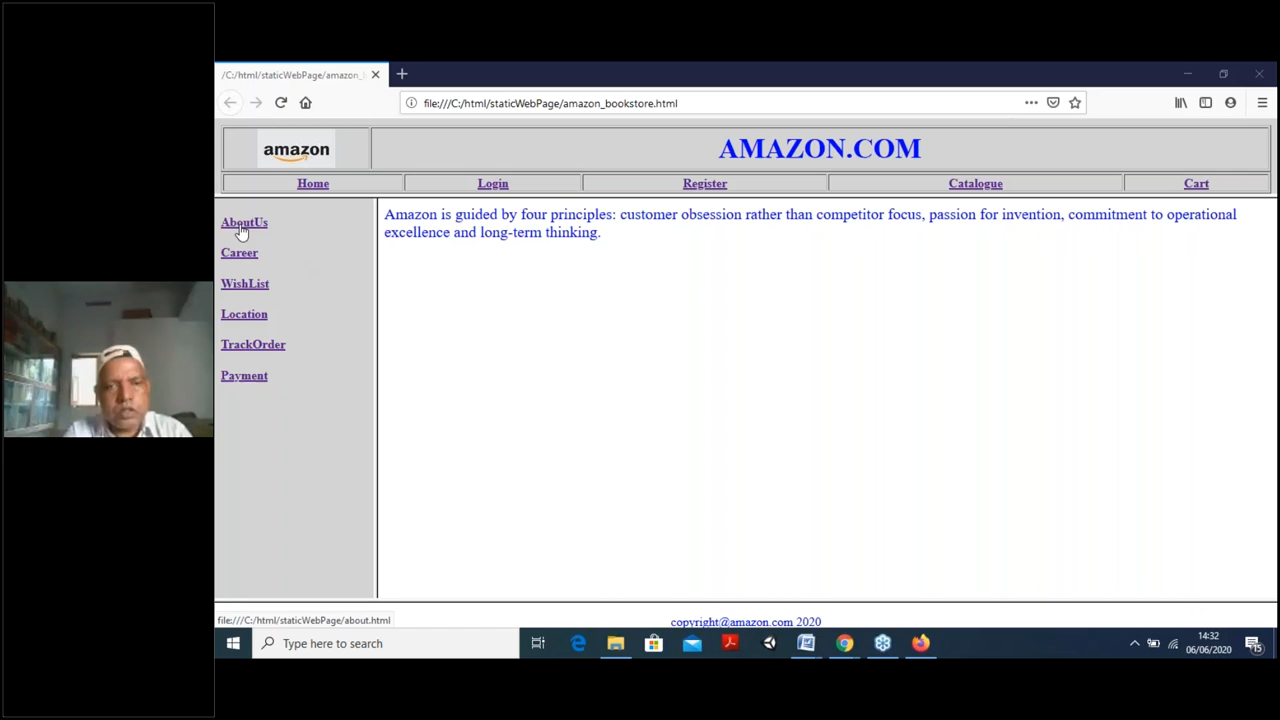 /C:/html/staticWebPage/amazon_
file:///C:/html/staticWebPage/amazon_bookstore.html
amazon
AMAZON.COM
Home Login Register Catalogue Cart
AboutUs
Career
WishList
Location
TrackOrder
Payment
Amazon is guided by four principles: customer obsession rather than competitor focus, passion for invention, commitment to operational
excellence and long-term thinking.
file:///C:/html/staticWebPage/about.html
copyright@amazon.com 2020
Type here to search
14:32
06/06/2020
15